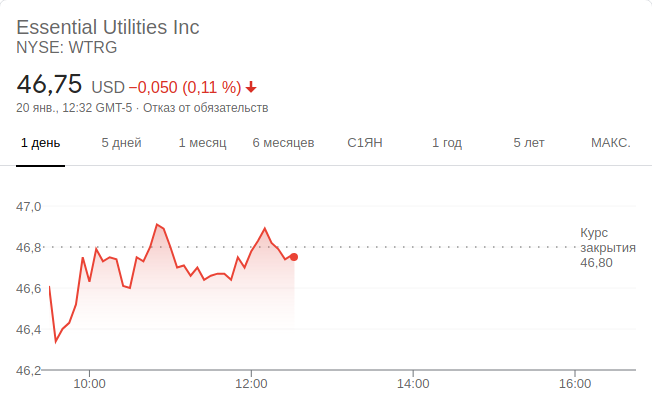 Essential Utilities Inc
NYSE: WTRG
46,75 USD −0,050 (0,11 %)
20 янв., 12:32 GMT-5 · Отказ от обязательств
1 день 5 дней 1 месяц 6 месяцев С1ЯН 1 год 5 лет МАКС.
47,0
46,8
46,6
46,4
46,2
Курс
закрытия
46,80
10:00 12:00 14:00 16:00